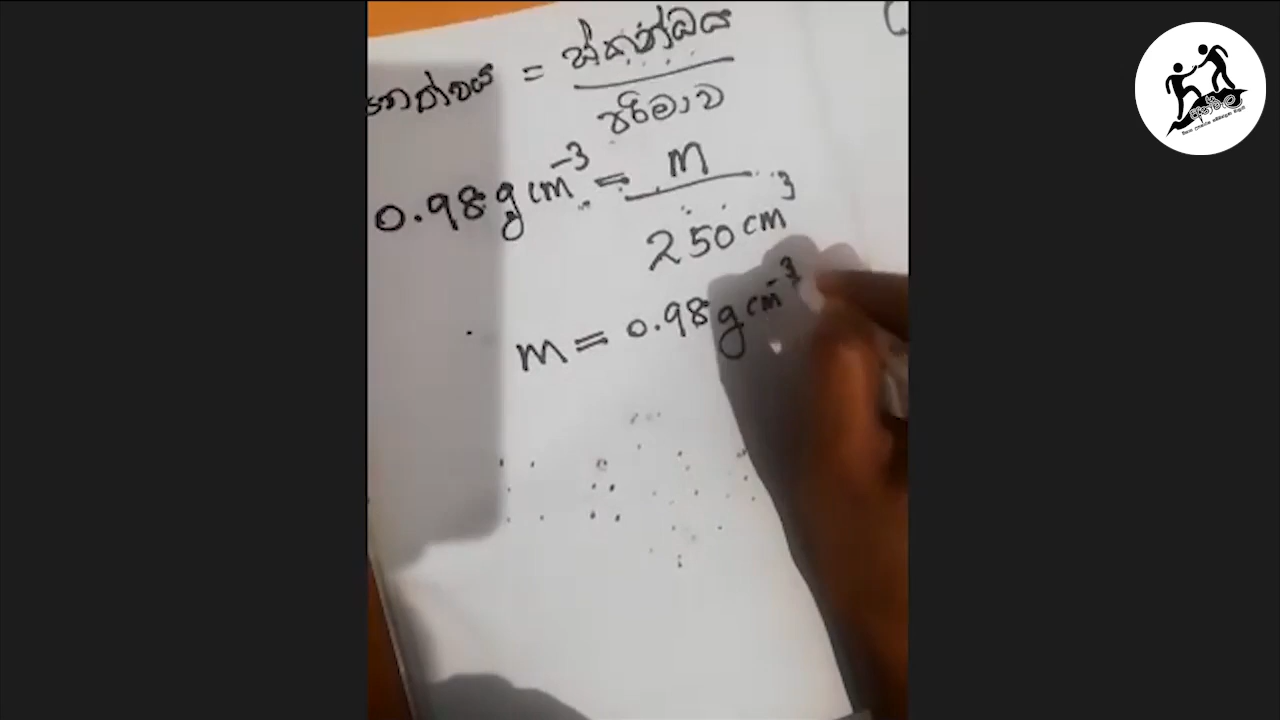 ඝනත්වය = ස්කන්ධය
පරිමාව
0.98 g cm⁻³ = m
250 cm³
m = 0.98 g cm⁻³